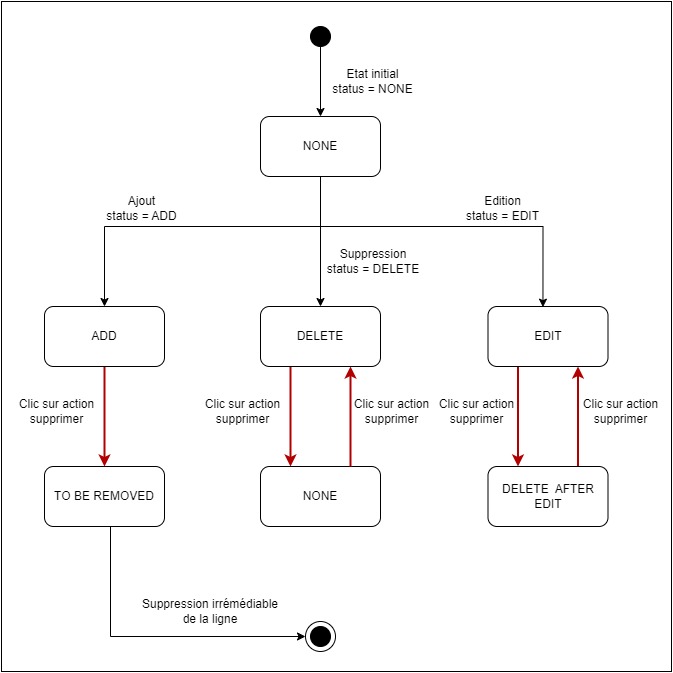 Etat initial
status = NONE
NONE
Ajout
status = ADD
Edition
status = EDIT
Suppression
status = DELETE
ADD
DELETE
EDIT
Clic sur action
supprimer
Clic sur action
supprimer
Clic sur action
supprimer
Clic sur action
supprimer
Clic sur action
supprimer
TO BE REMOVED
NONE
DELETE AFTER
EDIT
Suppression irrémédiable
de la ligne